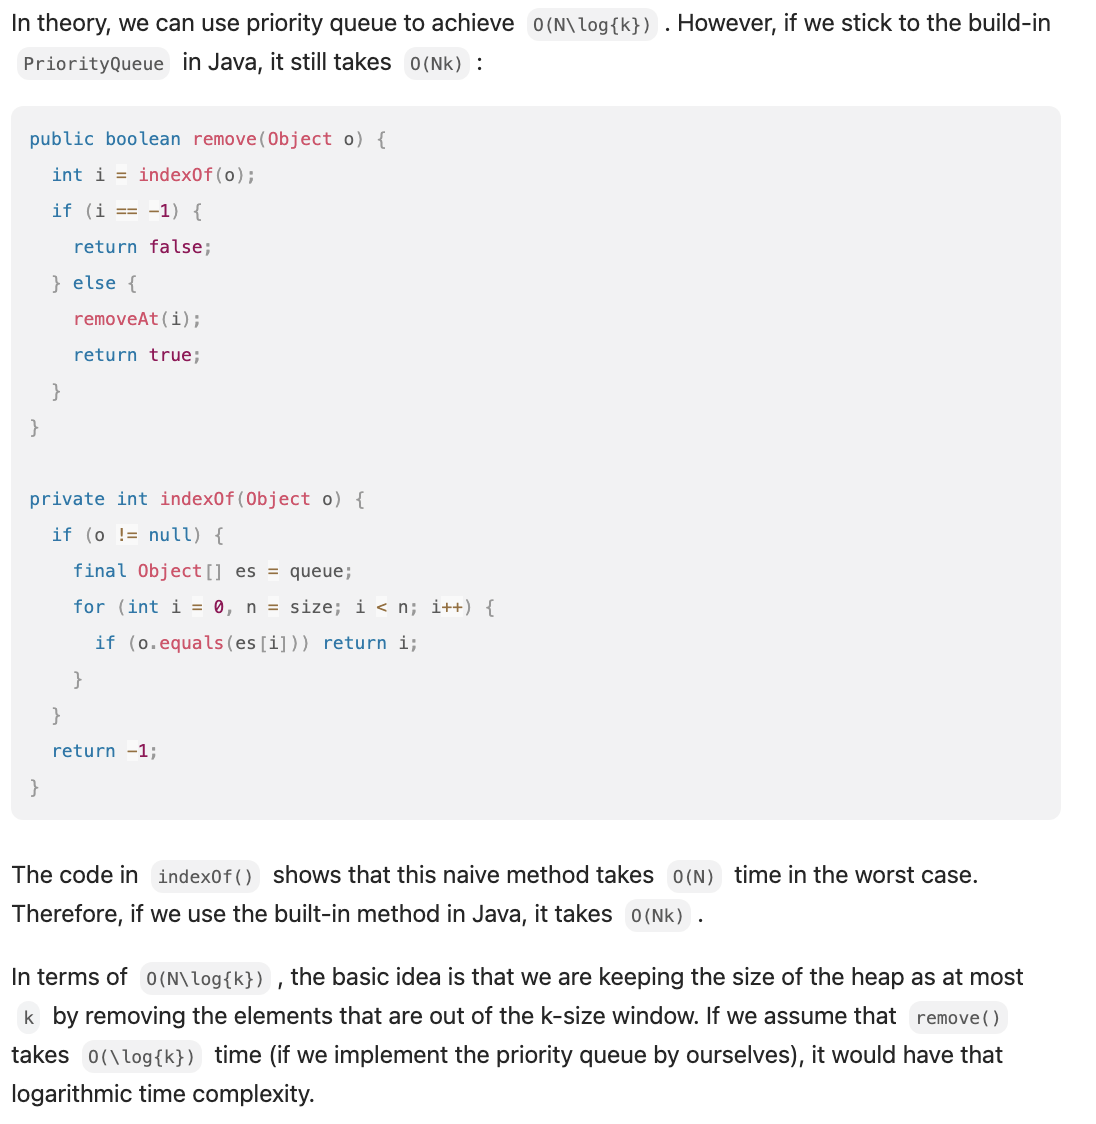 In theory, we can use priority queue to achieve O(N\log{k}) . However, if we stick to the build-in
PriorityQueue in Java, it still takes O(Nk) :
public boolean remove(Object o) {
  int i = indexOf(o);
  if (i == -1) {
    return false;
  } else {
    removeAt(i);
    return true;
  }
}

private int indexOf(Object o) {
  if (o != null) {
    final Object[] es = queue;
    for (int i = 0, n = size; i < n; i++) {
      if (o.equals(es[i])) return i;
    }
  }
  return -1;
}
The code in indexOf() shows that this naive method takes O(N) time in the worst case.
Therefore, if we use the built-in method in Java, it takes O(Nk) .
In terms of O(N\log{k}) , the basic idea is that we are keeping the size of the heap as at most
k by removing the elements that are out of the k-size window. If we assume that remove()
takes O(\log{k}) time (if we implement the priority queue by ourselves), it would have that
logarithmic time complexity.